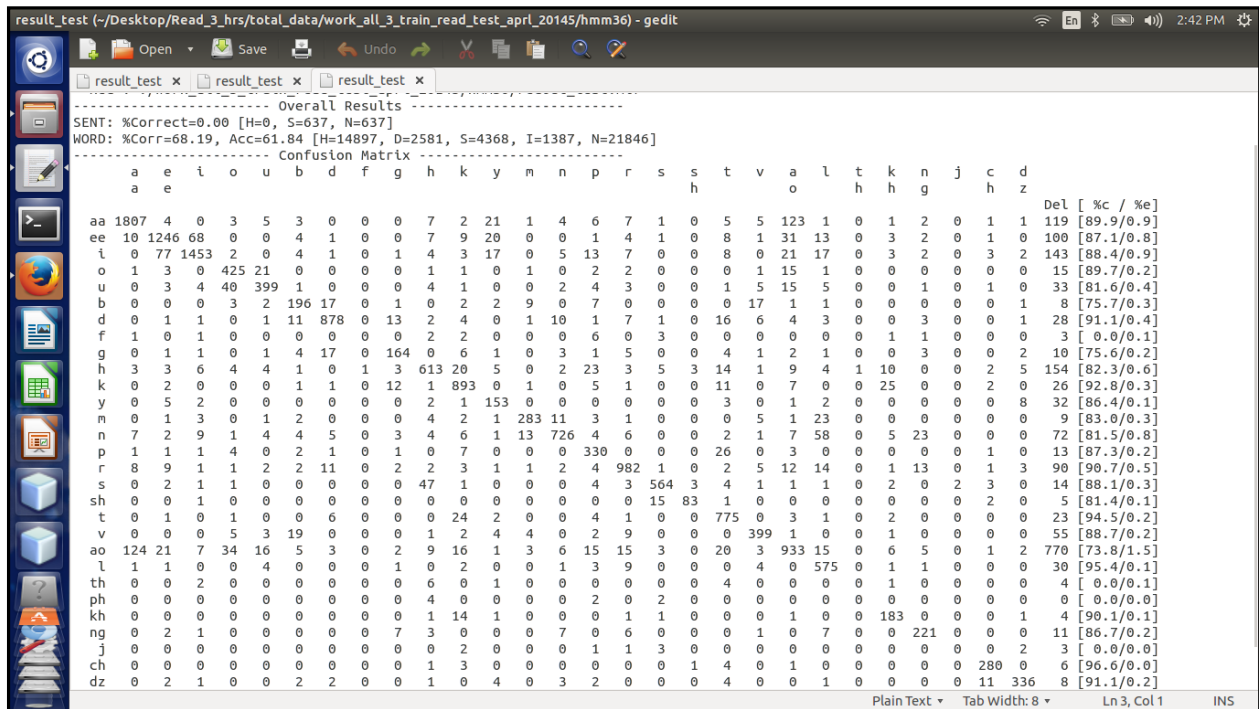 result_test (~/Desktop/Read_3_hrs/total_data/work_all_3_train_read_test_aprl_20145/hmm36) - gedit En 2:42 PM
Open Save Undo
result_test x result_test x result_test x
------------------------ Overall Results --------------------------
SENT: %Correct=0.00 [H=0, S=637, N=637]
WORD: %Corr=68.19, Acc=61.84 [H=14897, D=2581, S=4368, I=1387, N=21846]
------------------------ Confusion Matrix -------------------------
a e i o u b d f g h k y m n p r s s t v a l t k n j c d
a e h o h h g h z
Del [ %c / %e]
aa 1807 4 0 3 5 3 0 0 0 7 2 21 1 4 6 7 1 0 5 5 123 1 0 1 2 0 1 1 119 [89.9/0.9]
ee 10 1246 68 0 0 4 1 0 0 7 9 20 0 0 1 4 1 0 8 1 31 13 0 3 2 0 1 0 100 [87.1/0.8]
i 0 77 1453 2 0 4 1 0 1 4 3 17 0 5 13 7 0 0 8 0 21 17 0 3 2 0 3 2 143 [88.4/0.9]
o 1 3 0 425 21 0 0 0 0 1 1 0 1 0 2 2 0 0 0 1 15 1 0 0 0 0 0 0 15 [89.7/0.2]
u 0 3 4 40 399 1 0 0 0 4 1 0 0 2 4 3 0 0 1 5 15 5 0 0 1 0 1 0 33 [81.6/0.4]
b 0 0 0 3 2 196 17 0 1 0 2 2 9 0 7 0 0 0 0 17 1 1 0 0 0 0 0 1 8 [75.7/0.3]
d 0 1 1 0 1 11 878 0 13 2 4 0 1 10 1 7 1 0 16 6 4 3 0 0 3 0 0 1 28 [91.1/0.4]
f 1 0 1 0 0 0 0 0 0 2 2 0 0 0 6 0 3 0 0 0 0 0 0 1 1 0 0 0 3 [ 0.0/0.1]
g 0 1 1 0 1 4 17 0 164 0 6 1 0 3 1 5 0 0 4 1 2 1 0 0 3 0 0 2 10 [75.6/0.2]
h 3 3 6 4 4 1 0 1 3 613 20 5 0 2 23 3 5 3 14 1 9 4 1 10 0 0 2 5 154 [82.3/0.6]
k 0 2 0 0 0 1 1 0 12 1 893 0 1 0 5 1 0 0 11 0 7 0 0 25 0 0 2 0 26 [92.8/0.3]
y 0 5 2 0 0 0 0 0 0 2 1 153 0 0 0 0 0 0 3 0 1 2 0 0 0 0 0 8 32 [86.4/0.1]
m 0 1 3 0 1 2 0 0 0 4 2 1 283 11 3 1 0 0 0 5 1 23 0 0 0 0 0 0 9 [83.0/0.3]
n 7 2 9 1 4 4 5 0 3 4 6 1 13 726 4 6 0 0 2 1 7 58 0 5 23 0 0 0 72 [81.5/0.8]
p 1 1 1 4 0 2 1 0 1 0 7 0 0 0 330 0 0 0 26 0 3 0 0 0 0 0 1 0 13 [87.3/0.2]
r 8 9 1 1 2 2 11 0 2 2 3 1 1 2 4 982 1 0 2 5 12 14 0 1 13 0 1 3 90 [90.7/0.5]
s 0 2 1 1 0 0 0 0 0 47 1 0 0 0 4 3 564 3 4 1 1 1 0 2 0 2 3 0 14 [88.1/0.3]
sh 0 0 1 0 0 0 0 0 0 0 0 0 0 0 0 0 15 83 1 0 0 0 0 0 0 0 2 0 5 [81.4/0.1]
t 0 1 0 1 0 0 6 0 0 0 24 2 0 0 4 1 0 0 775 0 3 1 0 2 0 0 0 0 23 [94.5/0.2]
v 0 0 0 5 3 19 0 0 0 1 2 4 4 0 2 9 0 0 0 399 1 0 0 1 0 0 0 0 55 [88.7/0.2]
ao 124 21 7 34 16 5 3 0 2 9 16 1 3 6 15 15 3 0 20 3 933 15 0 6 5 0 1 2 770 [73.8/1.5]
l 1 1 0 0 4 0 0 0 1 0 2 0 0 1 3 9 0 0 0 4 0 575 0 1 1 0 0 0 30 [95.4/0.1]
th 0 0 2 0 0 0 0 0 0 6 0 1 0 0 0 0 0 0 4 0 0 0 0 1 0 0 0 0 4 [ 0.0/0.1]
ph 0 0 0 0 0 0 0 0 0 4 0 0 0 0 2 0 2 0 0 0 0 0 0 0 0 0 0 0 0 [ 0.0/0.0]
kh 0 0 0 0 0 0 0 0 0 1 14 1 0 0 0 1 1 0 0 0 1 0 0 183 0 0 0 1 4 [90.1/0.1]
ng 0 2 1 0 0 0 0 0 7 3 0 0 0 7 0 6 0 0 0 1 0 7 0 0 221 0 0 0 11 [86.7/0.2]
j 0 0 0 0 0 0 0 0 0 0 2 0 0 0 1 1 3 0 0 0 0 0 0 0 0 0 0 2 3 [ 0.0/0.0]
ch 0 0 0 0 0 0 0 0 0 1 3 0 0 0 0 0 0 1 4 0 1 0 0 0 0 0 280 0 6 [96.6/0.0]
dz 0 2 1 0 0 2 2 0 0 1 0 4 0 3 2 0 0 0 4 0 0 1 0 0 0 0 11 336 8 [91.1/0.2]
Plain Text Tab Width: 8 Ln 3, Col 1 INS